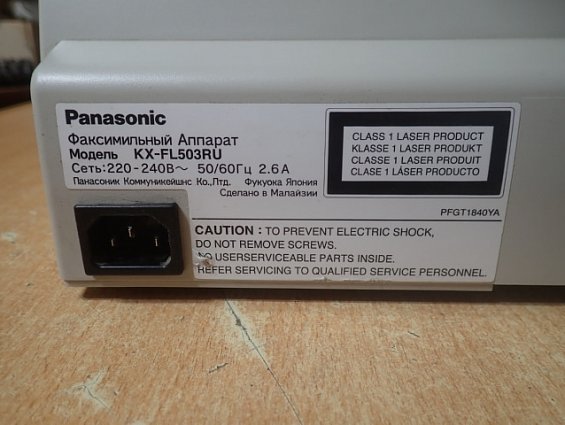 Panasonic
Факсимильный Аппарат
Модель KX-FL503RU
Сеть:220-240В~ 50/60Гц 2.6А
Панасоник Коммуникейшнс Ко.,Лтд. Фукуока Япония
Сделано в Малайзии
CLASS 1 LASER PRODUCT
KLASSE 1 LASER PRODUKT
CLASSE 1 LASER PRODUIT
CLASE 1 LÁSER PRODUCTO
PFGT1840YA
CAUTION : TO PREVENT ELECTRIC SHOCK,
DO NOT REMOVE SCREWS.
NO USERSERVICEABLE PARTS INSIDE.
REFER SERVICING TO QUALIFIED SERVICE PERSONNEL.